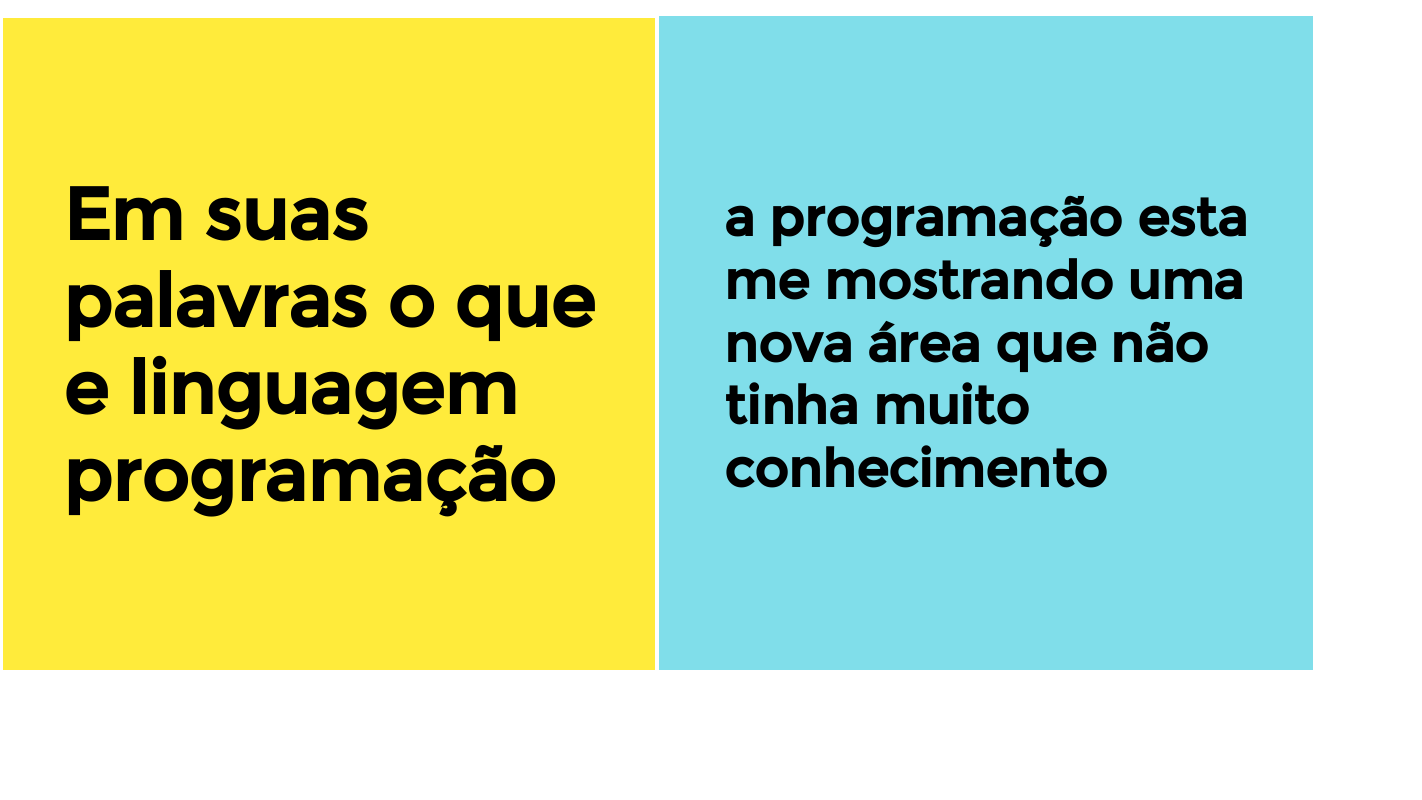 Em suas
palavras o que
e linguagem
programação
a programação esta
me mostrando uma
nova área que não
tinha muito
conhecimento